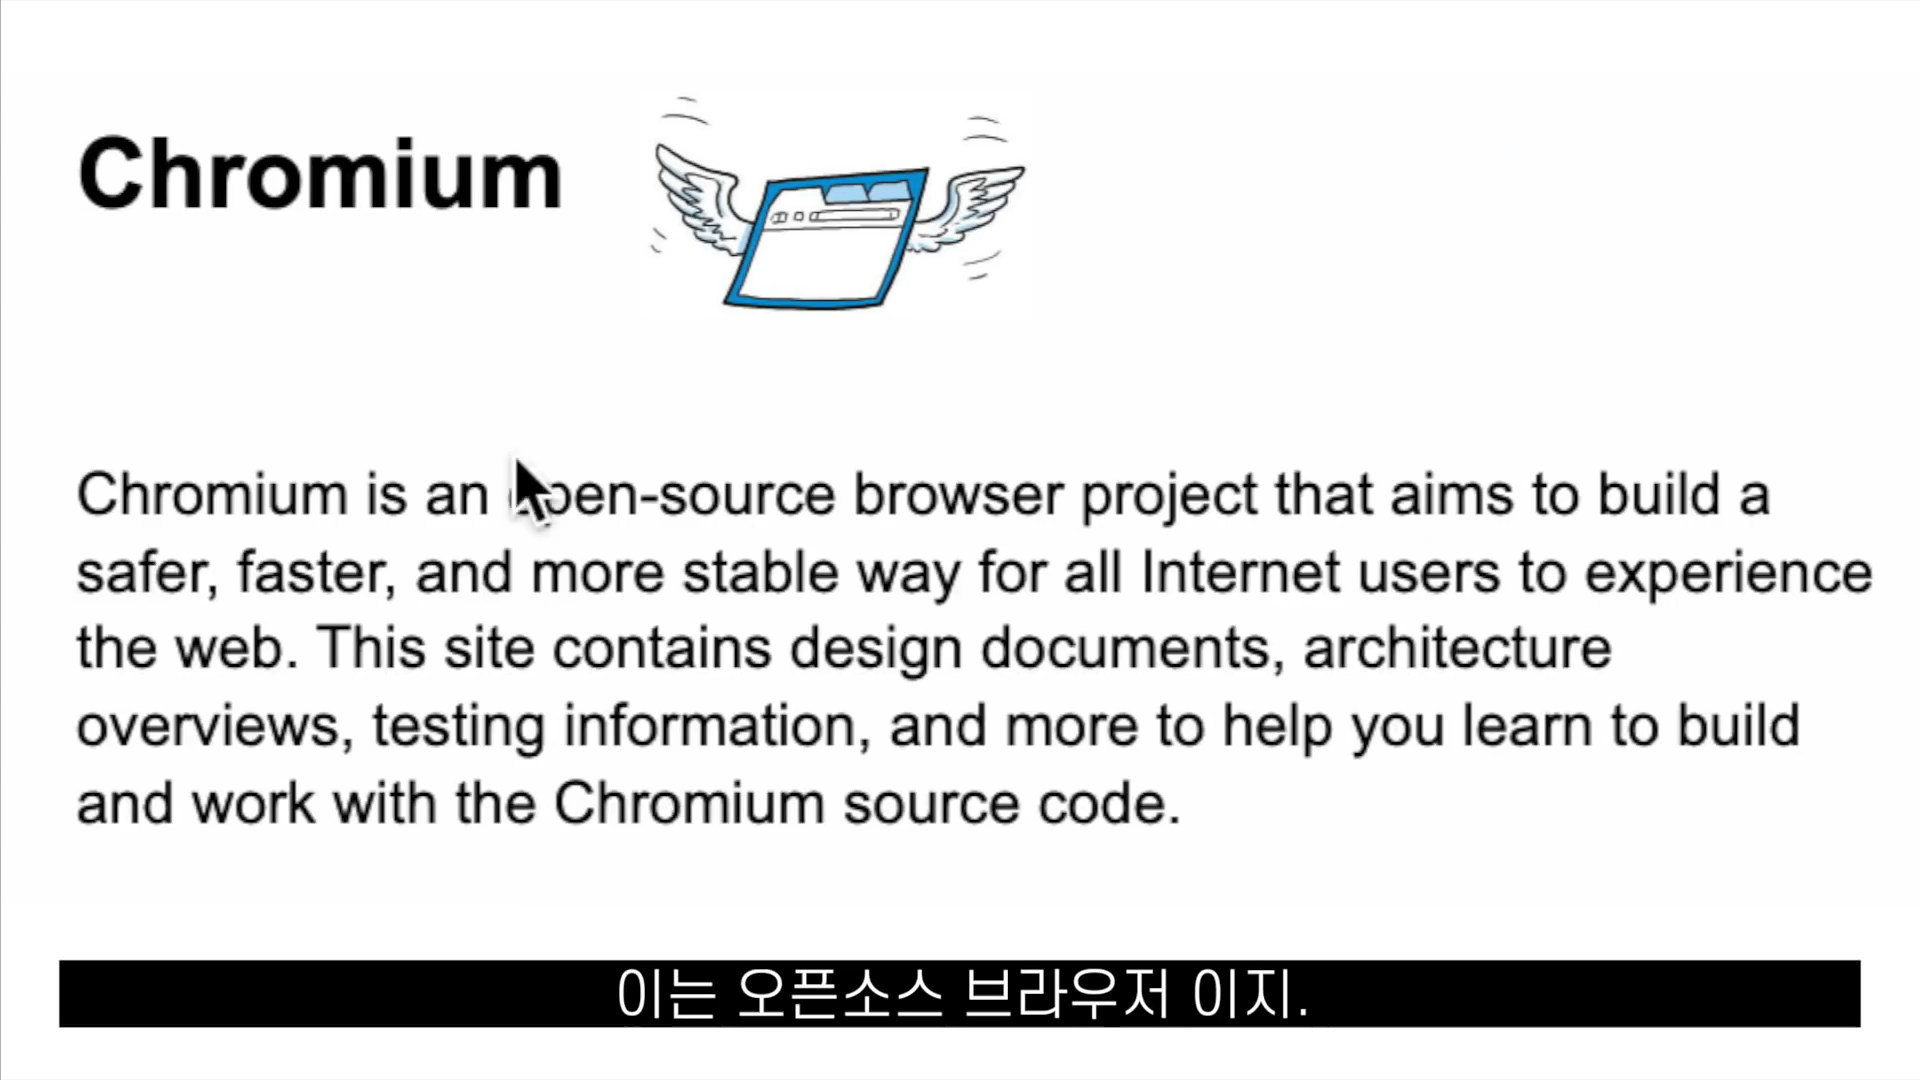 Chromium
Chromium is an open-source browser project that aims to build a
safer, faster, and more stable way for all Internet users to experience
the web. This site contains design documents, architecture
overviews, testing information, and more to help you learn to build
and work with the Chromium source code.
이는 오픈소스 브라우저 이지.